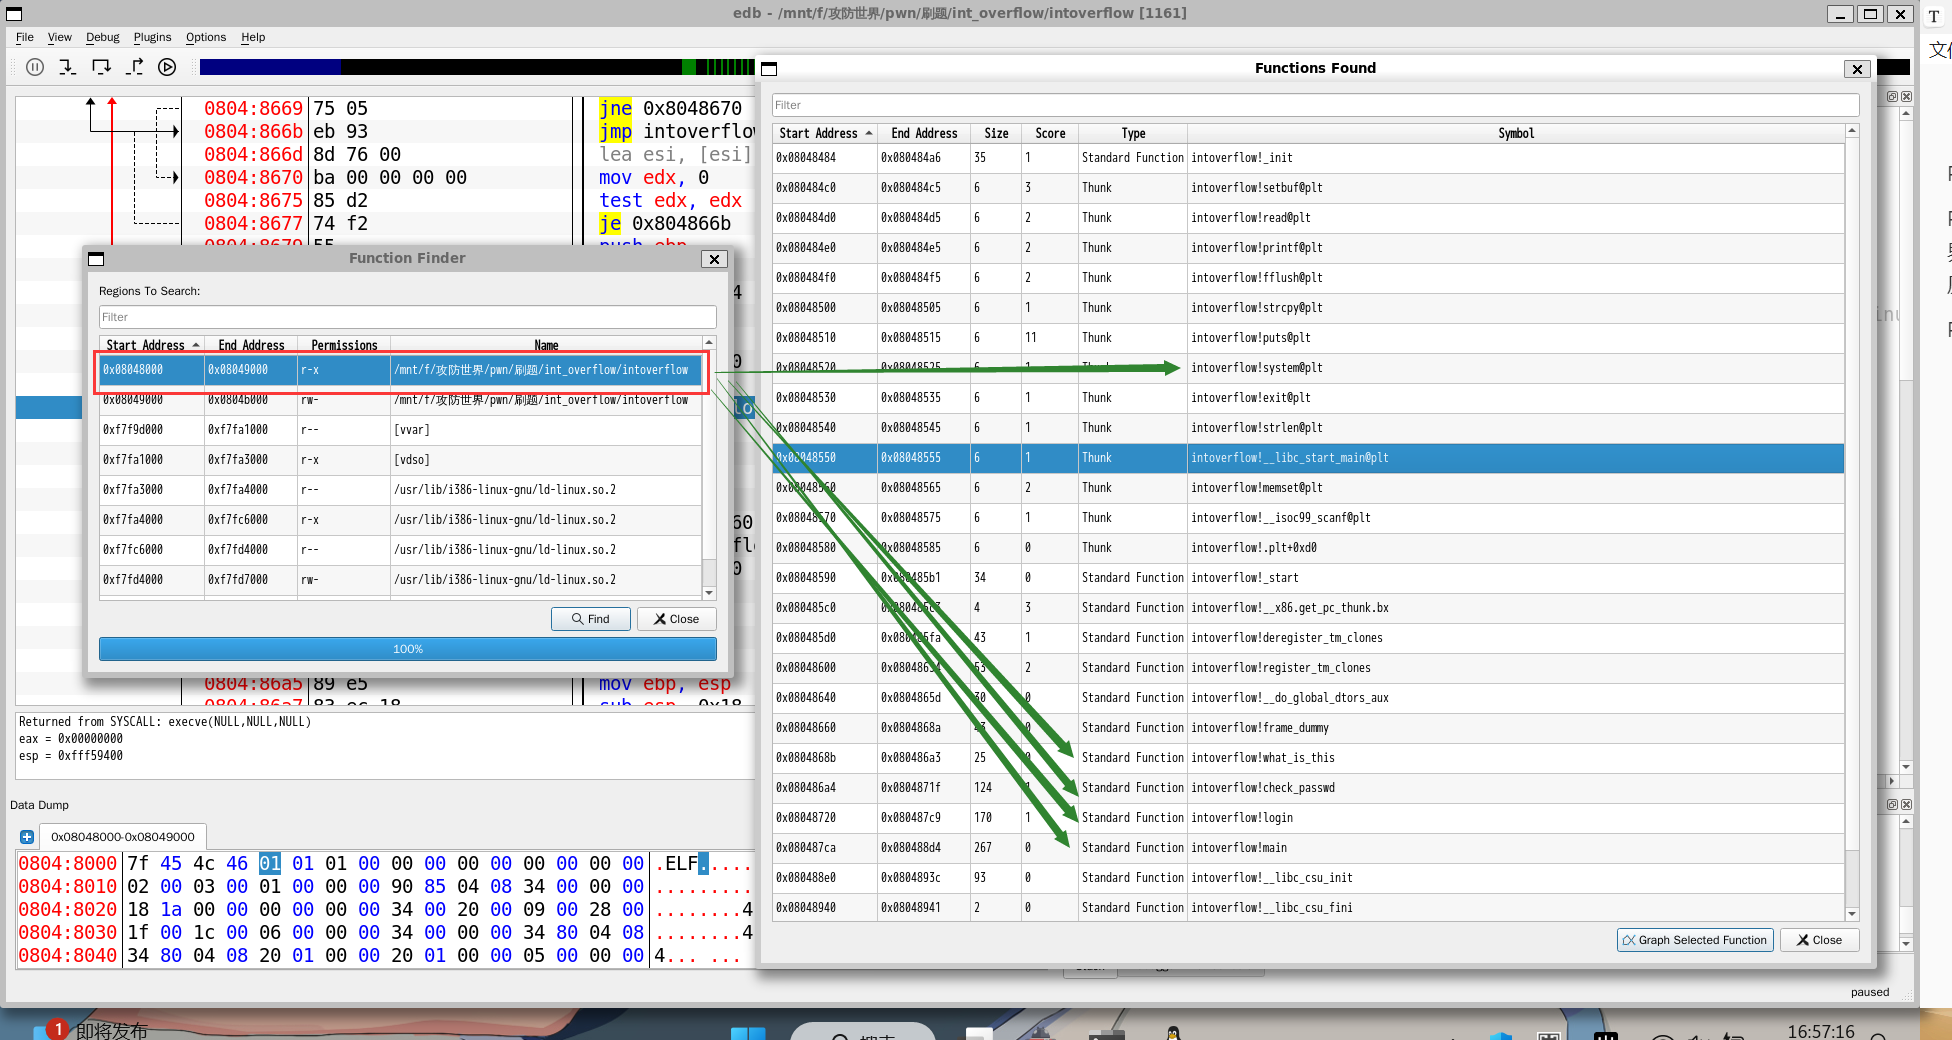 edb - /mnt/f/攻防世界/pwn/刷题/int_overflow/intoverflow [1161]
File View Debug Plugins Options Help
0804:8669 75 05 jne 0x8048670
0804:866b eb 93 jmp intoverflow
0804:866d 8d 76 00 lea esi, [esi]
0804:8670 ba 00 00 00 00 mov edx, 0
0804:8675 85 d2 test edx, edx
0804:8677 74 f2 je 0x804866b
Function Finder
Regions To Search:
Filter
Start Address End Address Permissions Name
0x08048000 0x08049000 r-x /mnt/f/攻防世界/pwn/刷题/int_overflow/intoverflow
0x08049000 0x0804b000 rw- /mnt/f/攻防世界/pwn/刷题/int_overflow/intoverflow
0xf7f9d000 0xf7fa1000 r-- [vvar]
0xf7fa1000 0xf7fa3000 r-x [vdso]
0xf7fa3000 0xf7fa4000 r-- /usr/lib/i386-linux-gnu/ld-linux.so.2
0xf7fa4000 0xf7fc6000 r-x /usr/lib/i386-linux-gnu/ld-linux.so.2
0xf7fc6000 0xf7fd4000 r-- /usr/lib/i386-linux-gnu/ld-linux.so.2
0xf7fd4000 0xf7fd7000 rw- /usr/lib/i386-linux-gnu/ld-linux.so.2
Find Close
100%
0804:86a5 89 e5 mov ebp, esp
Returned from SYSCALL: execve(NULL,NULL,NULL)
eax = 0x00000000
esp = 0xfff59400
Data Dump
0x08048000-0x08049000
0804:8000 7f 45 4c 46 01 01 01 00 00 00 00 00 00 00 00 00 .ELF.....
0804:8010 02 00 03 00 01 00 00 00 90 85 04 08 34 00 00 00 .........
0804:8020 18 1a 00 00 00 00 00 00 34 00 20 00 09 00 28 00 ........4
0804:8030 1f 00 1c 00 06 00 00 00 34 00 00 00 34 80 04 08 ........4
0804:8040 34 80 04 08 20 01 00 00 20 01 00 00 05 00 00 00 4... ...
Functions Found
Filter
Start Address End Address Size Score Type Symbol
0x08048484 0x080484a6 35 1 Standard Function intoverflow!_init
0x080484c0 0x080484c5 6 3 Thunk intoverflow!setbuf@plt
0x080484d0 0x080484d5 6 2 Thunk intoverflow!read@plt
0x080484e0 0x080484e5 6 2 Thunk intoverflow!printf@plt
0x080484f0 0x080484f5 6 2 Thunk intoverflow!fflush@plt
0x08048500 0x08048505 6 1 Thunk intoverflow!strcpy@plt
0x08048510 0x08048515 6 11 Thunk intoverflow!puts@plt
0x08048520 0x08048525 6 1 Thunk intoverflow!system@plt
0x08048530 0x08048535 6 1 Thunk intoverflow!exit@plt
0x08048540 0x08048545 6 1 Thunk intoverflow!strlen@plt
0x08048550 0x08048555 6 1 Thunk intoverflow!__libc_start_main@plt
0x08048560 0x08048565 6 2 Thunk intoverflow!memset@plt
0x08048570 0x08048575 6 1 Thunk intoverflow!__isoc99_scanf@plt
0x08048580 0x08048585 6 0 Thunk intoverflow!.plt+0xd0
0x08048590 0x080485b1 34 0 Standard Function intoverflow!_start
0x080485c0 0x080485c3 4 3 Standard Function intoverflow!__x86.get_pc_thunk.bx
0x080485d0 0x080485fa 43 1 Standard Function intoverflow!deregister_tm_clones
0x08048600 0x08048634 53 2 Standard Function intoverflow!register_tm_clones
0x08048640 0x0804865d 30 0 Standard Function intoverflow!__do_global_dtors_aux
0x08048660 0x0804868a 43 0 Standard Function intoverflow!frame_dummy
0x0804868b 0x080486a3 25 0 Standard Function intoverflow!what_is_this
0x080486a4 0x0804871f 124 1 Standard Function intoverflow!check_passwd
0x08048720 0x080487c9 170 1 Standard Function intoverflow!login
0x080487ca 0x080488d4 267 0 Standard Function intoverflow!main
0x080488e0 0x0804893c 93 0 Standard Function intoverflow!__libc_csu_init
0x08048940 0x08048941 2 0 Standard Function intoverflow!__libc_csu_fini
Graph Selected Function Close
paused
1 即将发布
16:57:16